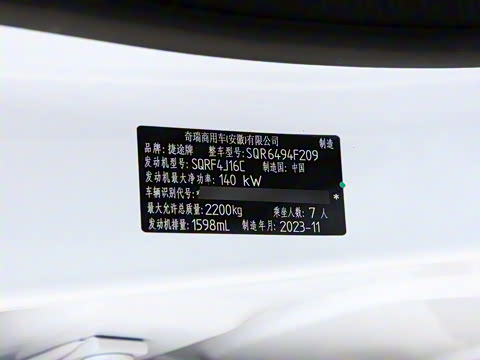 奇瑞商用车(安徽)有限公司 制造
品牌: 捷途牌 整车型号: SQR6494F209
发动机型号: SQRF4J16C 制造国: 中国
发动机最大净功率: 140 kW
车辆识别代号: * *
最大允许总质量: 2200kg 乘坐人数: 7 人
发动机排量: 1598mL 制造年月: 2023-11